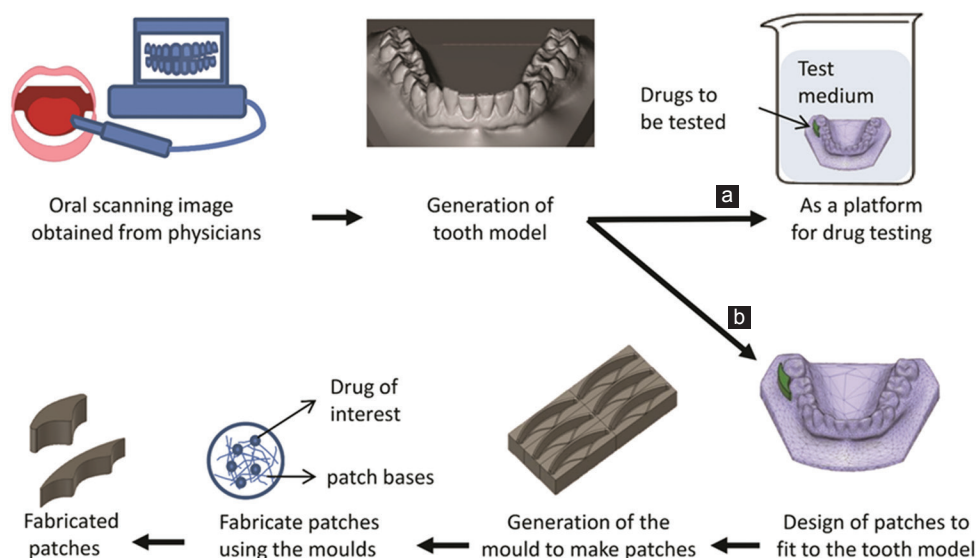 Test
medium
Drugs to
be tested
Oral scanning image
obtained from physicians
Generation of
tooth model
a
As a platform
for drug testing
b
Drug of
interest
patch bases
Fabricated
patches
Fabricate patches
using the moulds
Generation of the
mould to make patches
Design of patches to
fit to the tooth model